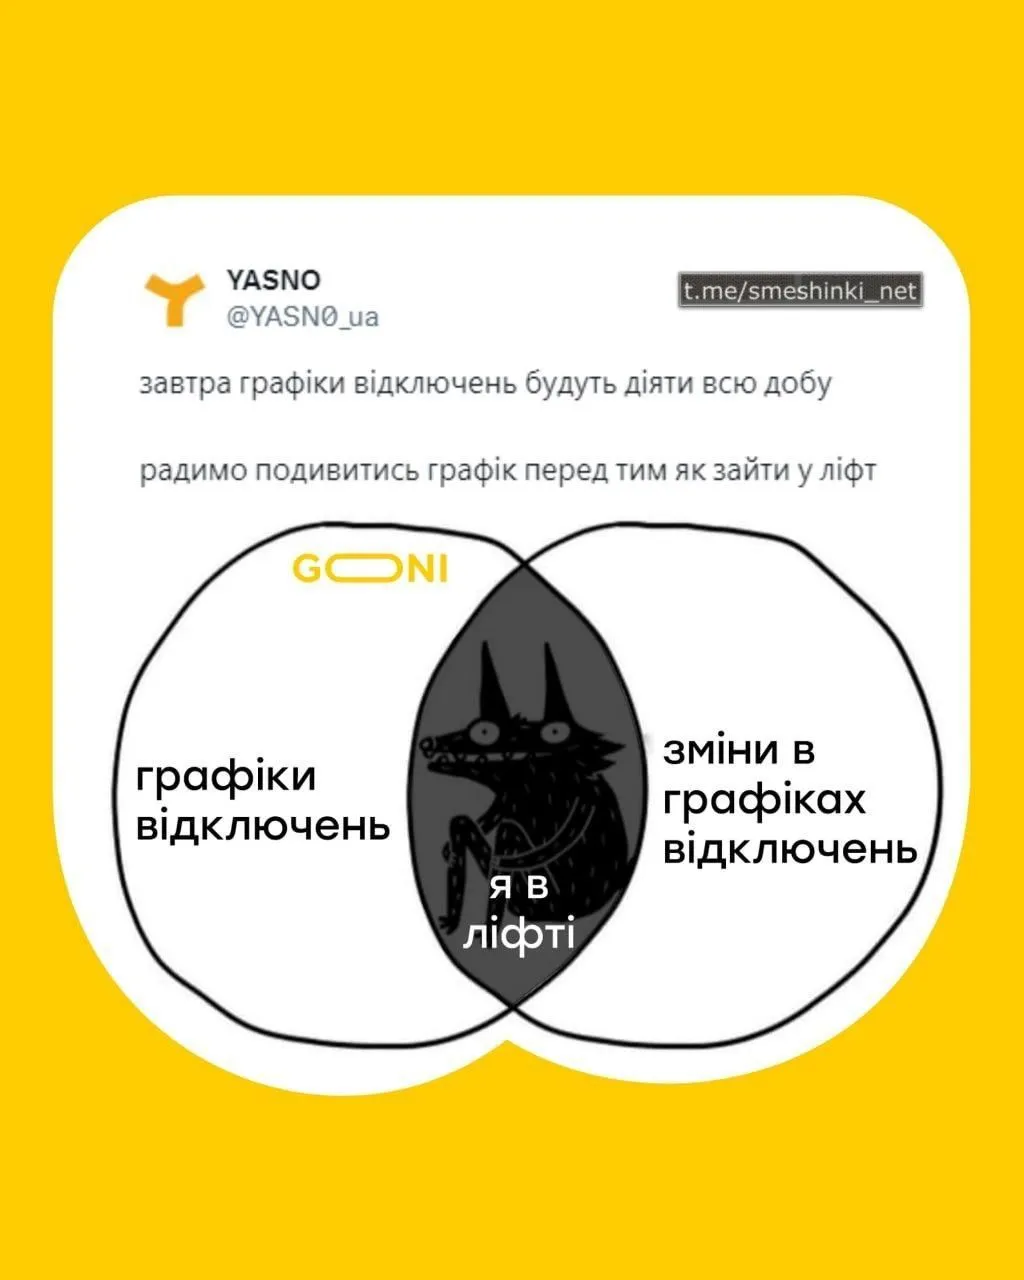 YASNO
@YASN0_ua
t.me/smeshinki_net
завтра графіки відключень будуть діяти всю добу
радимо подивитись графік перед тим як зайти у ліфт
GOONI
графіки
відключень
я в
ліфті
зміни в
графіках
відключень